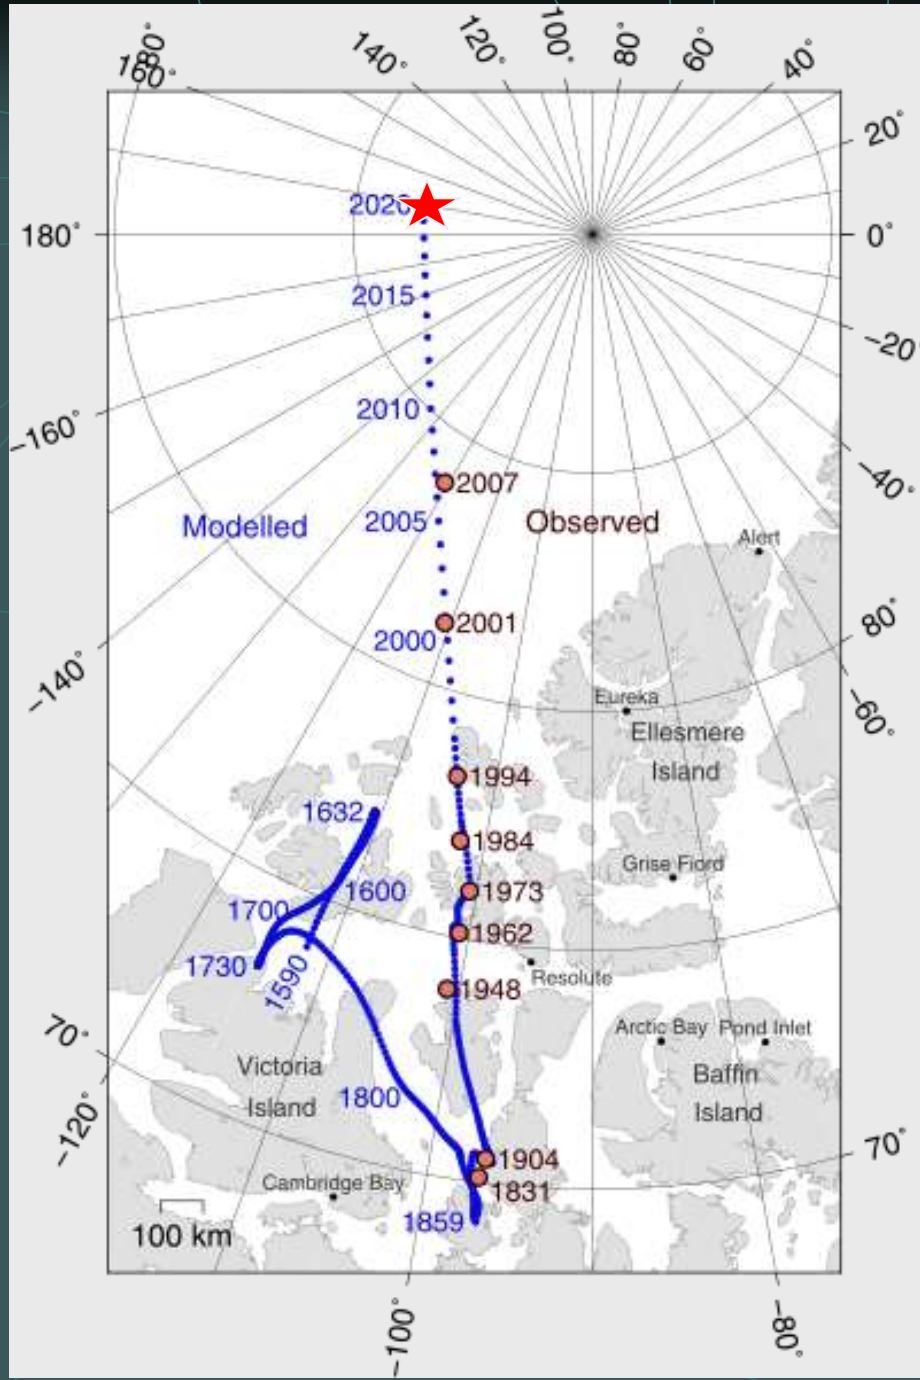 180°
160°
140°
120°
100°
80°
60°
40°
20°
0°
-20°
-40°
80°
-60°
70°
-80°
-100°
-120°
70°
-140°
-160°
180°
2020
2015
2010
2007
Modelled
2005
Observed
Alert
2001
2000
Eureka
Ellesmere
Island
1994
1632
1984
Grise Fiord
1600
1973
1700
1962
1730
1590
Resolute
1948
Arctic Bay
Pond Inlet
Victoria
Island
Baffin
Island
1800
1904
Cambridge Bay
1831
1859
100 km